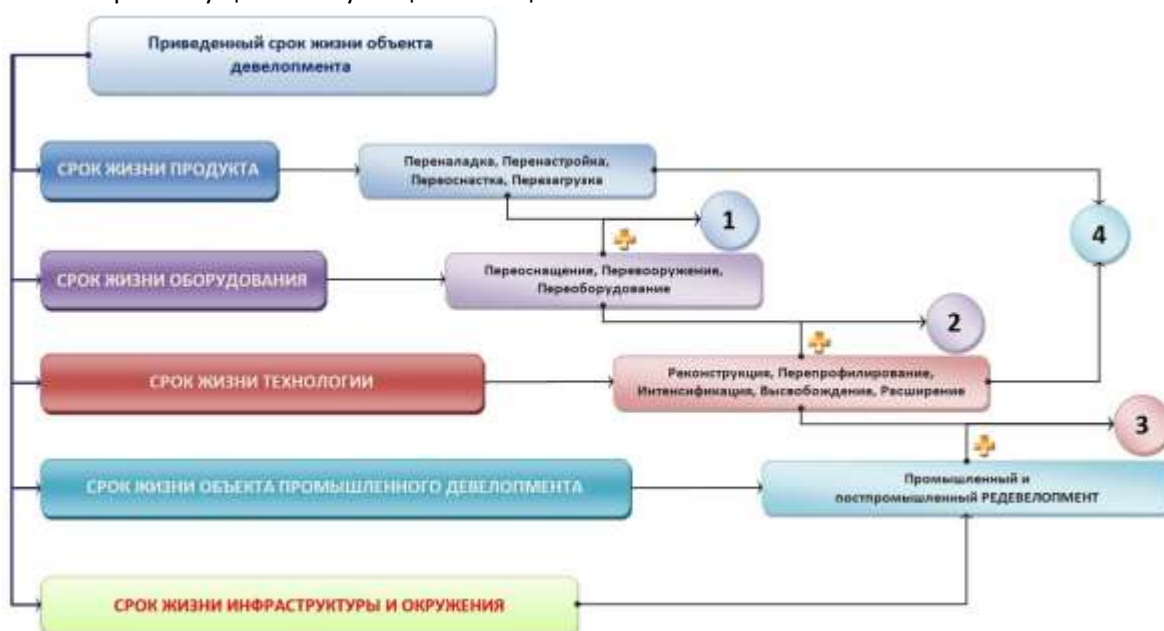 Приведенный срок жизни объекта
девелопмента
СРОК ЖИЗНИ ПРОДУКТА
Переналадка, Перенастройка,
Переоснастка, Перезагрузка
1
4
СРОК ЖИЗНИ ОБОРУДОВАНИЯ
Переоснащение, Перевооружение,
Переоборудование
2
СРОК ЖИЗНИ ТЕХНОЛОГИИ
Реконструкция, Перепрофилирование,
Интенсификация, Высвобождение, Расширение
3
СРОК ЖИЗНИ ОБЪЕКТА ПРОМЫШЛЕННОГО ДЕВЕЛОПМЕНТА
Промышленный и
постпромышленный РЕДЕВЕЛОПМЕНТ
СРОК ЖИЗНИ ИНФРАСТРУКТУРЫ И ОКРУЖЕНИЯ